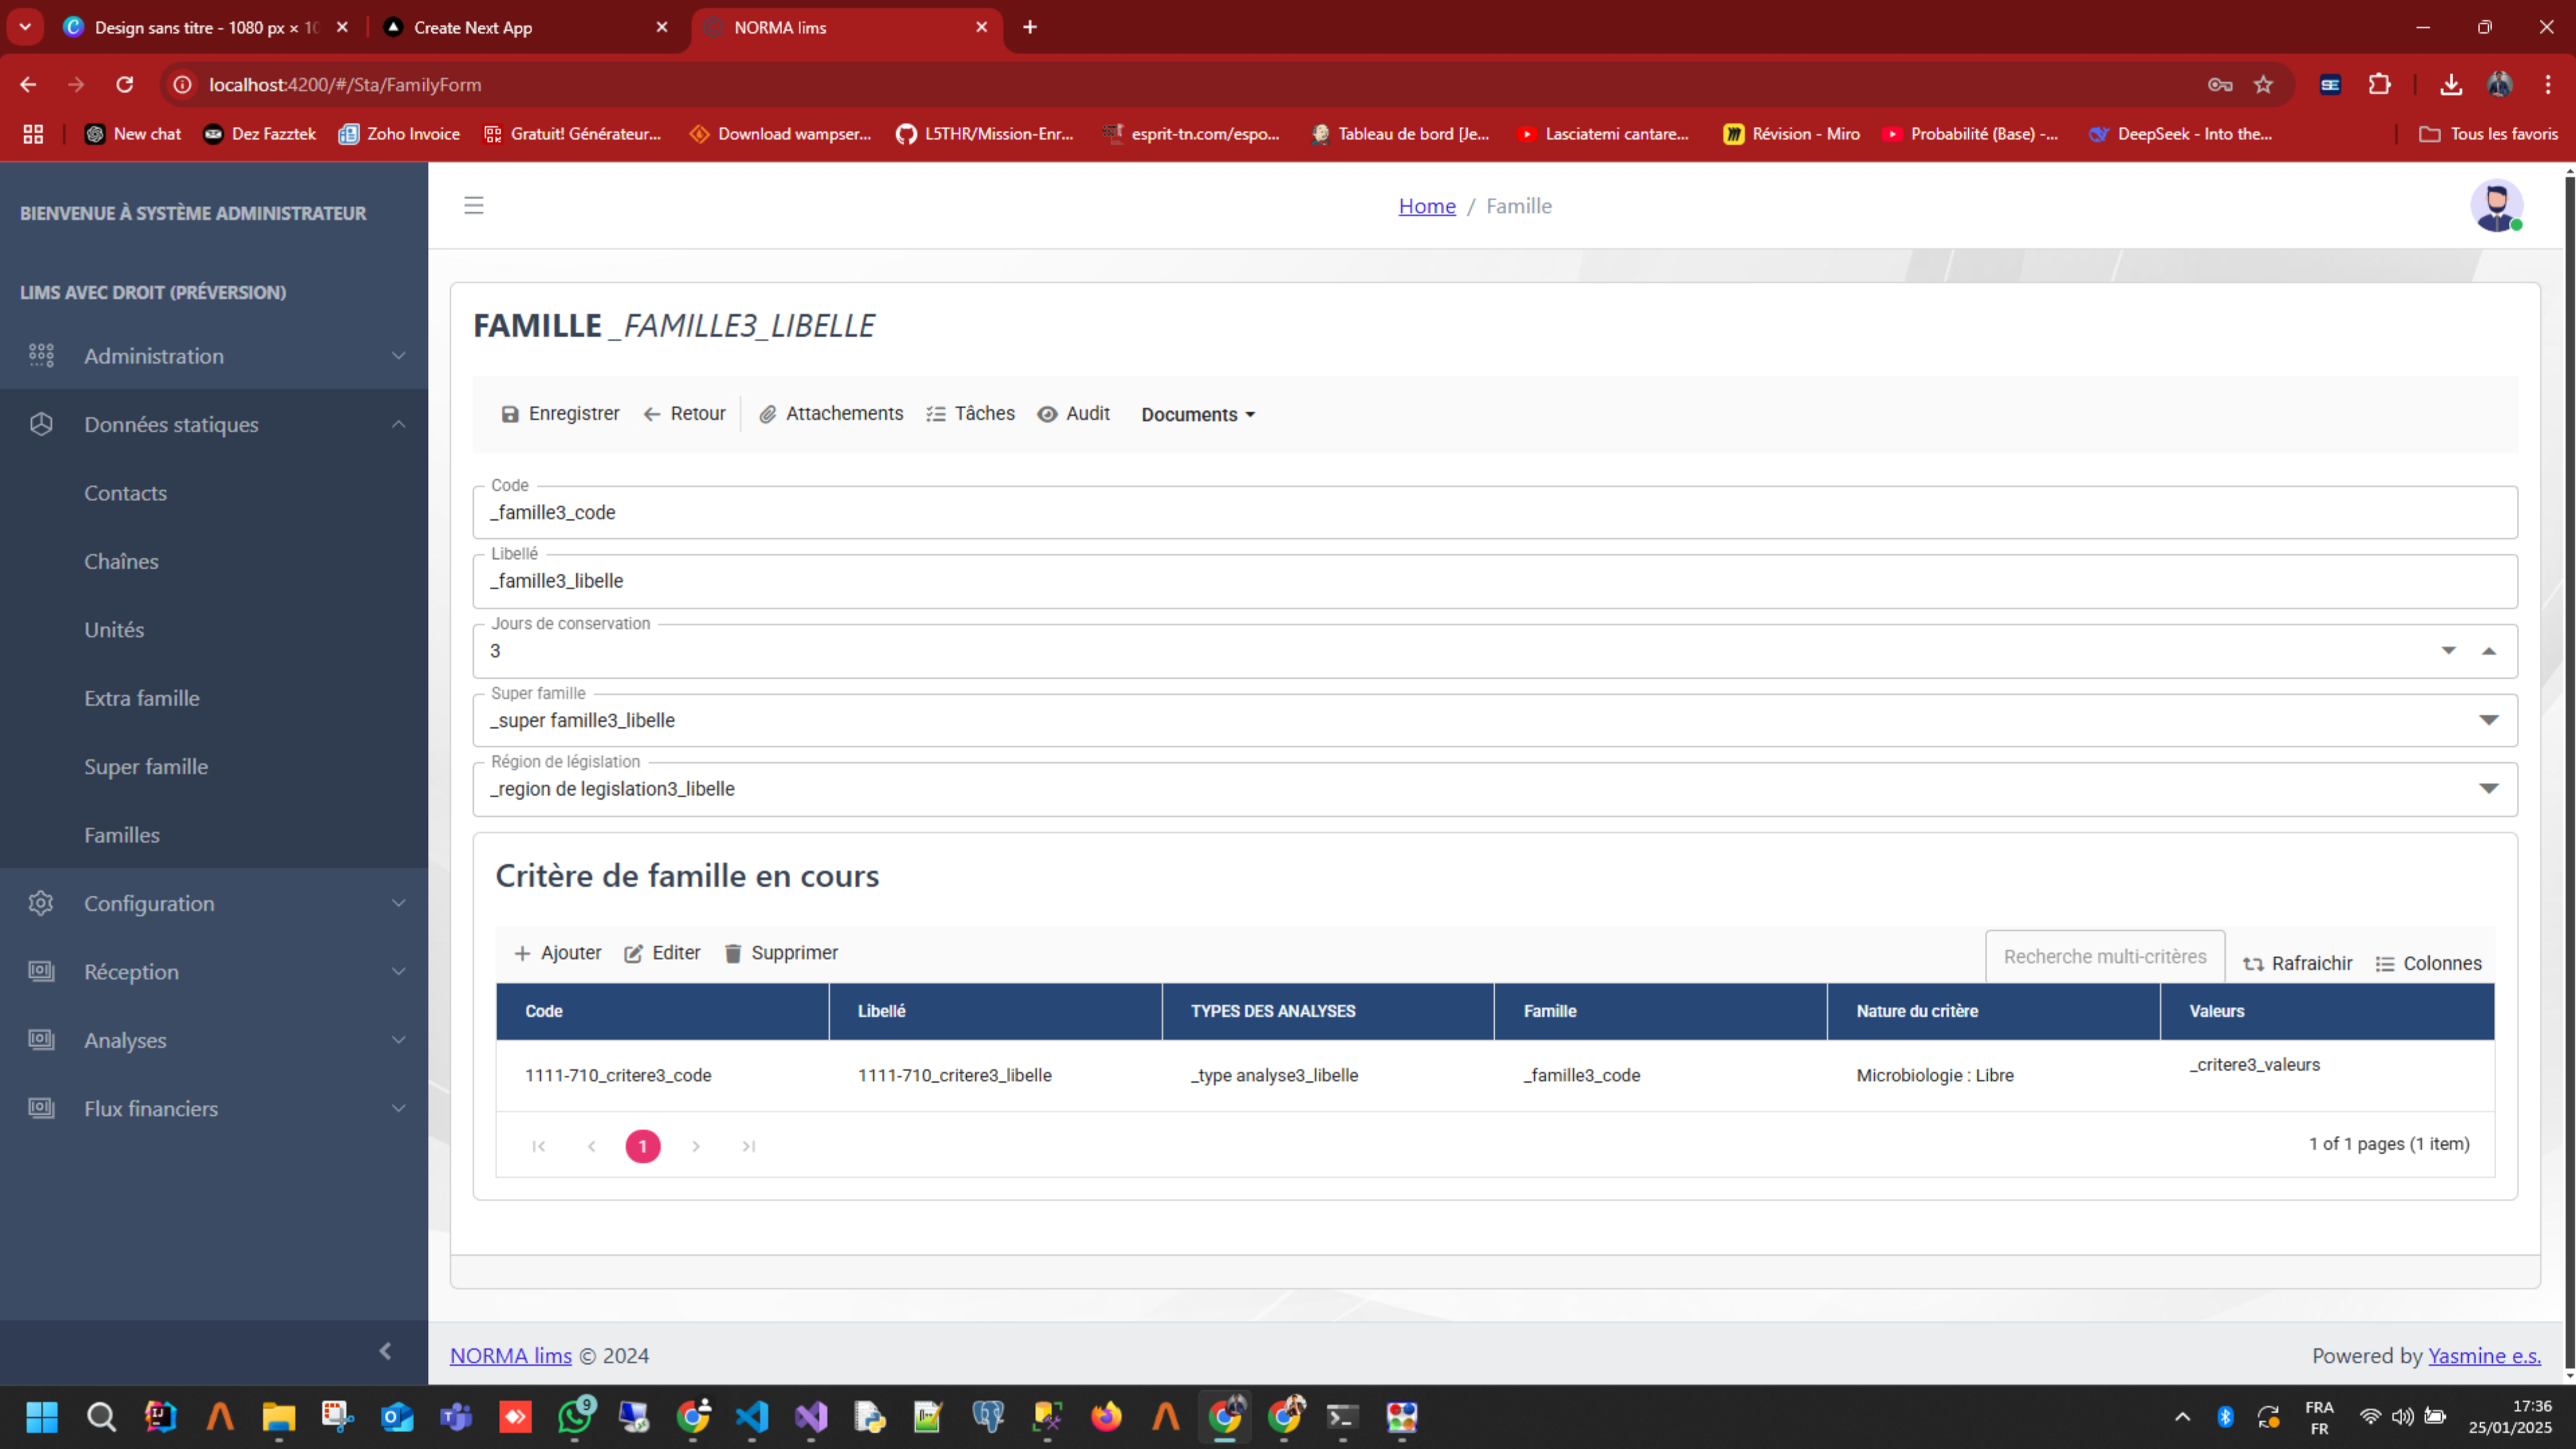 Design sans titre - 1080 px × 10
Create Next App
NORMA lims
localhost:4200/#/Sta/FamilyForm
New chat
Dez Fazztek
Zoho Invoice
Gratuit! Générateur...
Download wampser...
L5THR/Mission-Enr...
esprit-tn.com/espo...
Tableau de bord [Je...
Lasciatemi cantare...
Révision - Miro
Probabilité (Base) -...
DeepSeek - Into the...
Tous les favoris
BIENVENUE À SYSTÈME ADMINISTRATEUR
LIMS AVEC DROIT (PRÉVERSION)
Administration
Données statiques
Contacts
Chaînes
Unités
Extra famille
Super famille
Familles
Configuration
Réception
Analyses
Flux financiers
Home / Famille
FAMILLE _FAMILLE3_LIBELLE
Enregistrer
Retour
Attachements
Tâches
Audit
Documents
Code
_famille3_code
Libellé
_famille3_libelle
Jours de conservation
3
Super famille
_super famille3_libelle
Région de législation
_region de legislation3_libelle
Critère de famille en cours
Ajouter
Editer
Supprimer
Recherche multi-critères
Rafraichir
Colonnes
Code Libellé TYPES DES ANALYSES Famille Nature du critère Valeurs
1111-710_critere3_code 1111-710_critere3_libelle _type analyse3_libelle _famille3_code Microbiologie : Libre _critere3_valeurs
1
1 of 1 pages (1 item)
NORMA lims © 2024
Powered by Yasmine e.s.
9
FRA
FR
17:36
25/01/2025